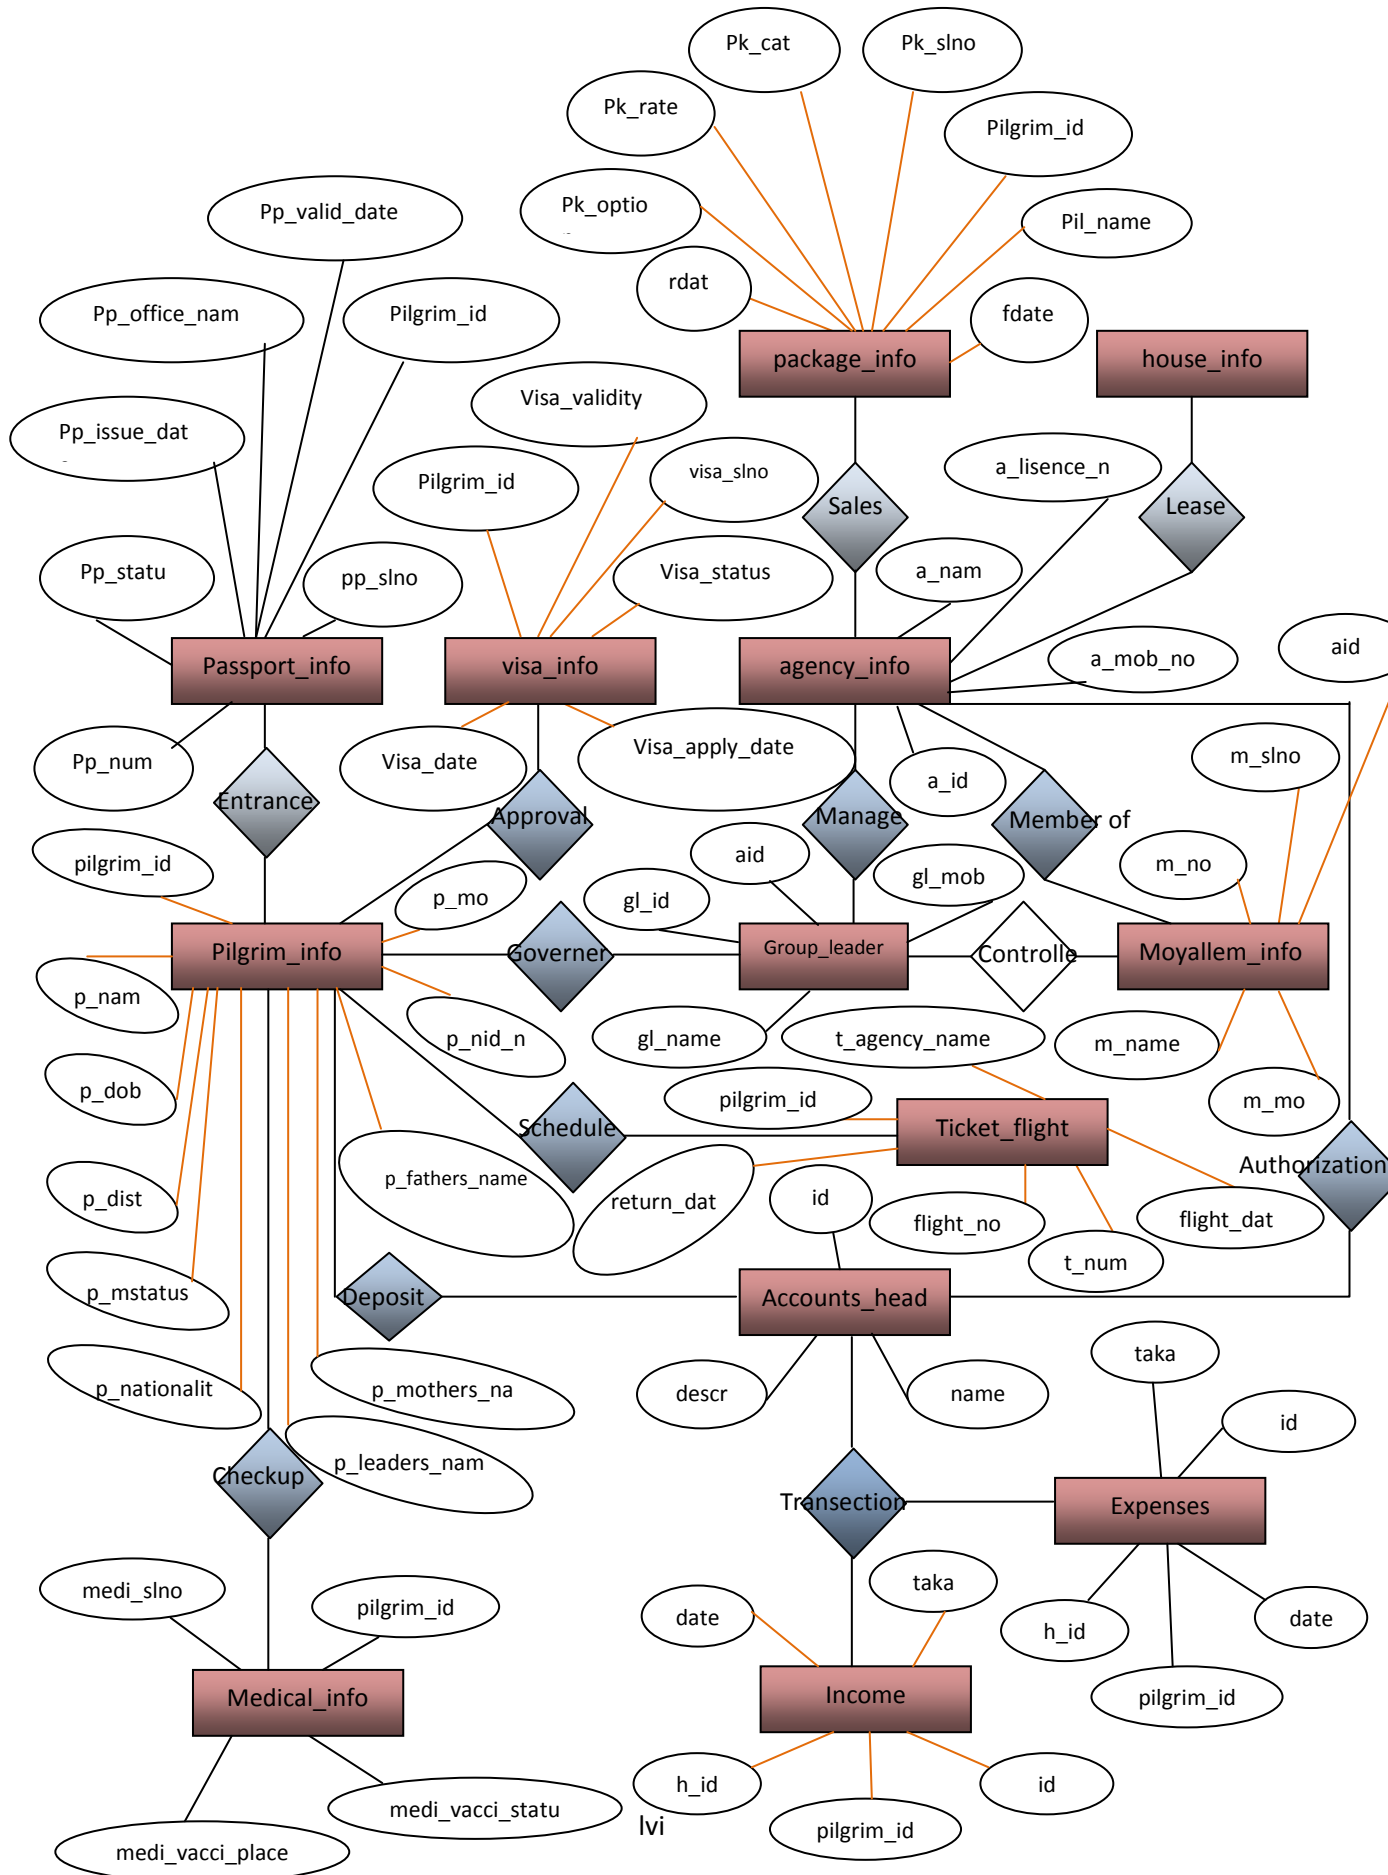 Pk_cat
Pk_slno
Pk_rate
Pilgrim_id
Pp_valid_date
Pk_optio
Pil_name
rdat
fdate
Pp_office_nam
Pilgrim_id
package_info
house_info
Visa_validity
Pp_issue_dat
a_lisence_n
Pilgrim_id
visa_slno
Sales
Lease
Pp_statu
pp_slno
Visa_status
a_nam
Passport_info
visa_info
agency_info
a_mob_no
aid
Pp_num
Visa_date
Visa_apply_date
a_id
m_slno
Entrance
Approval
Manage
Member of
pilgrim_id
p_mo
aid
gl_mob
m_no
gl_id
Pilgrim_info
Governer
Group_leader
Controlle
Moyallem_info
p_nam
p_nid_n
gl_name
t_agency_name
m_name
p_dob
pilgrim_id
m_mo
Schedule
Ticket_flight
p_dist
p_fathers_name
return_dat
id
flight_no
flight_dat
Authorization
t_num
p_mstatus
Deposit
Accounts_head
p_nationalit
p_mothers_na
descr
name
taka
id
p_leaders_nam
Checkup
Transection
Expenses
medi_slno
pilgrim_id
date
taka
h_id
date
Medical_info
Income
pilgrim_id
h_id
id
medi_vacci_statu
lvi
pilgrim_id
medi_vacci_place